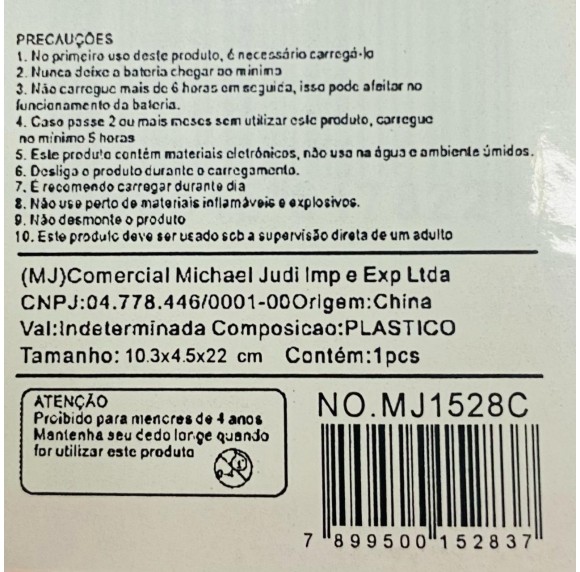 PRECAUÇÕES
1. No primeiro uso deste produto, é necessário carregá-lo
2. Nunca deixe a bateria chegar ao minimo
3. Não carregue mais de 6 horas em seguida, isso pode afeitar no
funcionamento da bateria.
4. Caso passe 2 ou mais meses sem utilizar este produto, carregue
no mínimo 5 horas
5. Este produto contêm materiais eletrônicos, não usa na água e ambiente úmidos.
6. Desliga o produto durante o carregamento.
7. É recomendo carregar durante dia
8. Não use perto de materiais inflamáveis e explosivos.
9. Não desmonte o produto
10. Este produto deve ser usado sob a supervisão direta de um adulto
(MJ)Comercial Michael Judi Imp e Exp Ltda
CNPJ:04.778.446/0001-00Origem:China
Val:Indeterminada Composicao:PLASTICO
Tamanho: 10.3x4.5x22 cm Contém:1pcs
ATENÇÃO
Proibido para menores de 4 anos
Mantenha seu dedo longe quando
for utilizar este produto
NO.MJ1528C
7 899500 152837